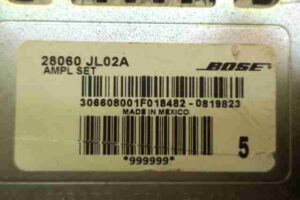 28060 JL02A
AMPL SET
BOSE
306608001F018482-0819823
MADE IN MEXICO
*999999*
5